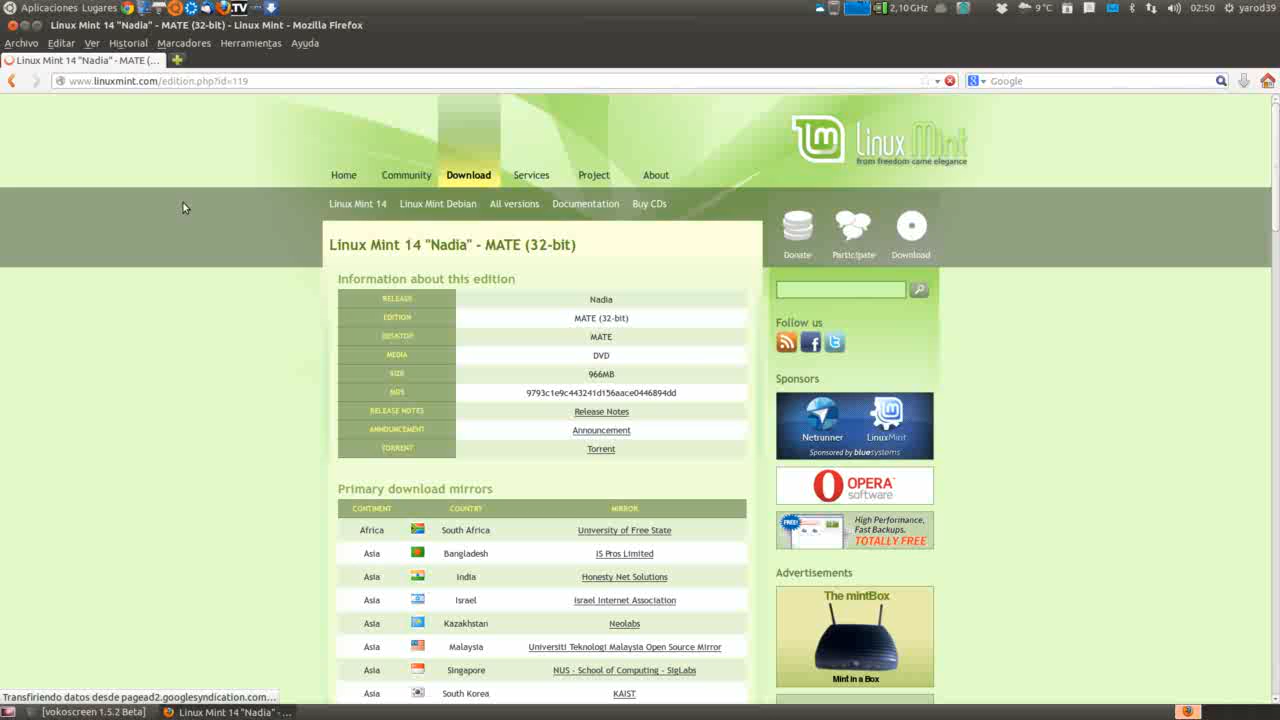 Aplicaciones Lugares
TV
2,10GHz
9°C
02:50
yarod39
Linux Mint 14 "Nadia" - MATE (32-bit) - Linux Mint - Mozilla Firefox
Archivo Editar Ver Historial Marcadores Herramientas Ayuda
Linux Mint 14 "Nadia" - MATE (...
www.linuxmint.com/edition.php?id=119
Google
Linux Mint
from freedom came elegance
Home Community Download Services Project About
Linux Mint 14 Linux Mint Debian All versions Documentation Buy CDs
Donate Participate Download
Linux Mint 14 "Nadia" - MATE (32-bit)
Information about this edition
RELEASE Nadia
EDITION MATE (32-bit)
DESKTOP MATE
MEDIA DVD
SIZE 966MB
MD5 9793c1e9c443241d156aace0446894dd
RELEASE NOTES Release Notes
ANNOUNCEMENT Announcement
TORRENT Torrent
Primary download mirrors
CONTINENT COUNTRY MIRROR
Africa South Africa University of Free State
Asia Bangladesh IS Pros Limited
Asia India Honesty Net Solutions
Asia Israel Israel Internet Association
Asia Kazakhstan Neolabs
Asia Malaysia Universiti Teknologi Malaysia Open Source Mirror
Asia Singapore NUS - School of Computing - SigLabs
Asia South Korea KAIST
Follow us
Sponsors
Netrunner LinuxMint
Sponsored by bluesystems
OPERA
software
FREE!
High Performance,
Fast Backups.
TOTALLY FREE
Advertisements
The mintBox
Mint in a Box
Transfiriendo datos desde pagead2.googlesyndication.com...
[vokoscreen 1.5.2 Beta]
Linux Mint 14 "Nadia" - ...